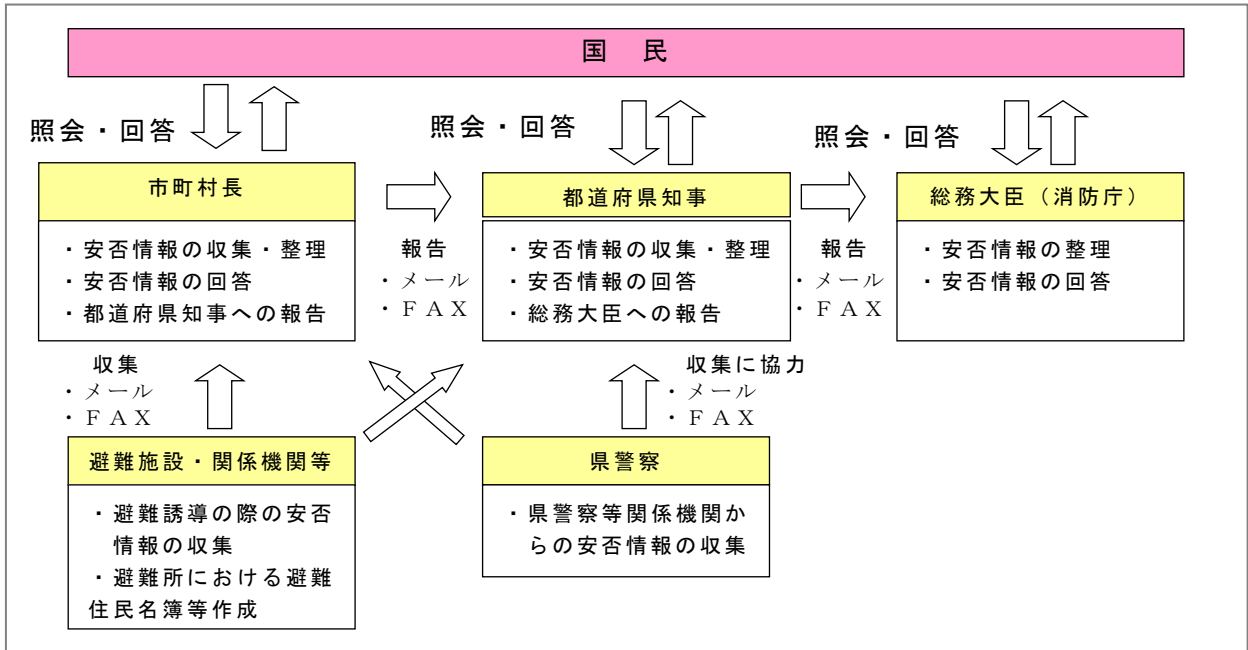 国　民
照会・回答
照会・回答
照会・回答
市町村長
・安否情報の収集・整理
・安否情報の回答
・都道府県知事への報告
報告
・メール
・ＦＡＸ
都道府県知事
・安否情報の収集・整理
・安否情報の回答
・総務大臣への報告
報告
・メール
・ＦＡＸ
総務大臣（消防庁）
・安否情報の整理
・安否情報の回答
収集
・メール
・ＦＡＸ
収集に協力
・メール
・ＦＡＸ
避難施設・関係機関等
・避難誘導の際の安否
情報の収集
・避難所における避難
住民名簿等作成
県警察
・県警察等関係機関か
らの安否情報の収集